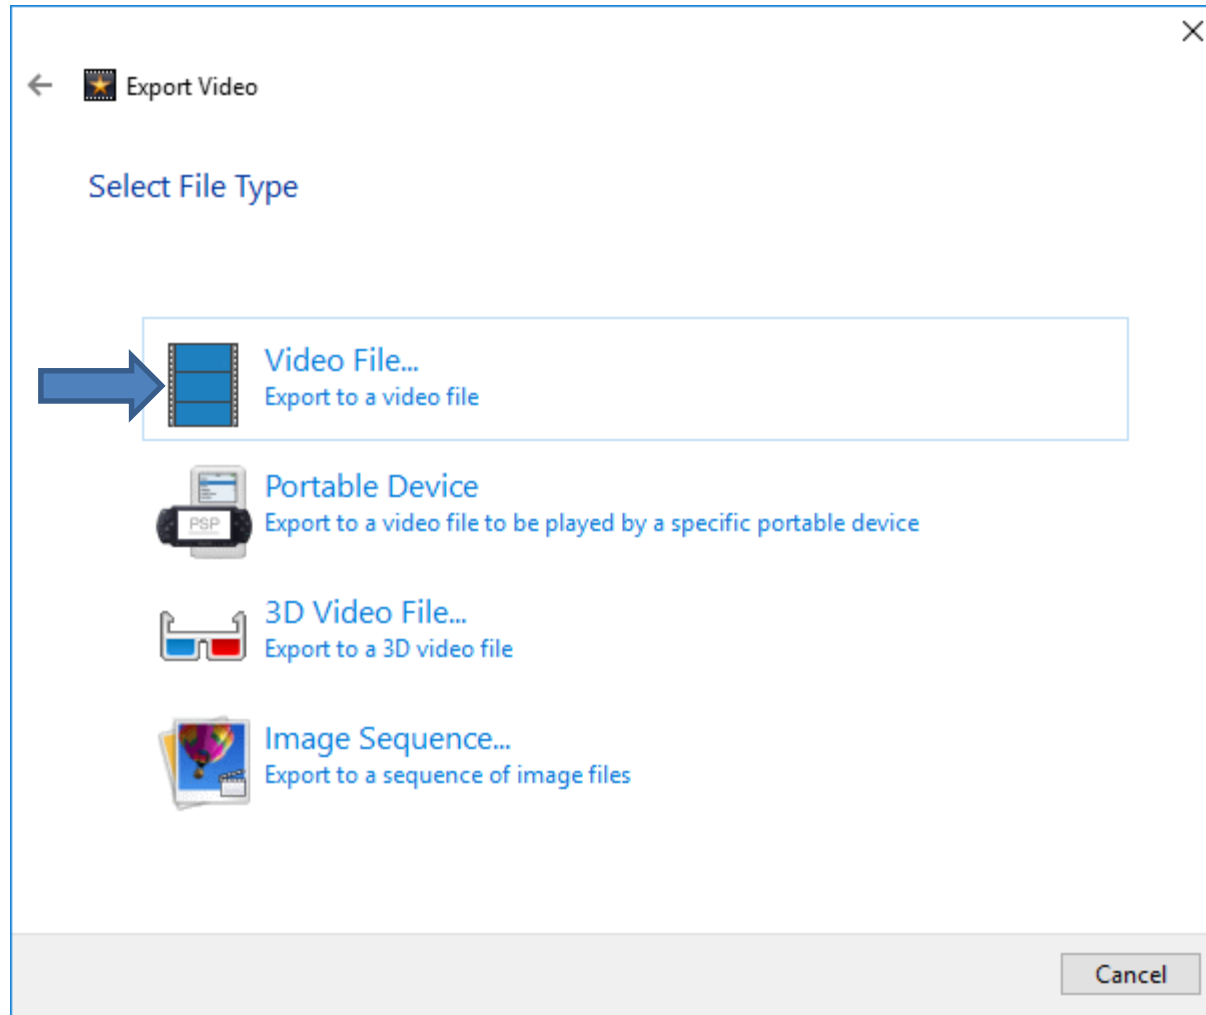 Export Video
Select File Type
Video File...
Export to a video file
Portable Device
PSP
Export to a video file to be played by a specific portable device
3D Video File...
Export to a 3D video file
Image Sequence...
Export to a sequence of image files
Cancel